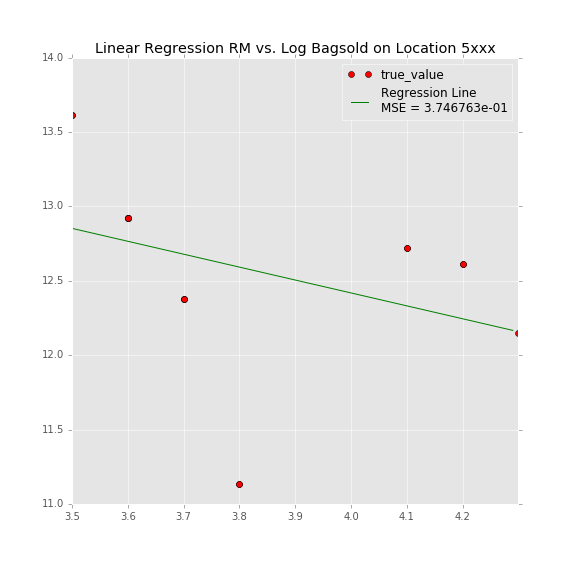 Linear Regression RM vs. Log Bagsold on Location 5xxx
14.0
true_value
Regression Line
MSE = 3.746763e-01
13.5
13.0
12.5
12.0
11.5
11.0
3.5 3.6 3.7 3.8 3.9 4.0 4.1 4.2